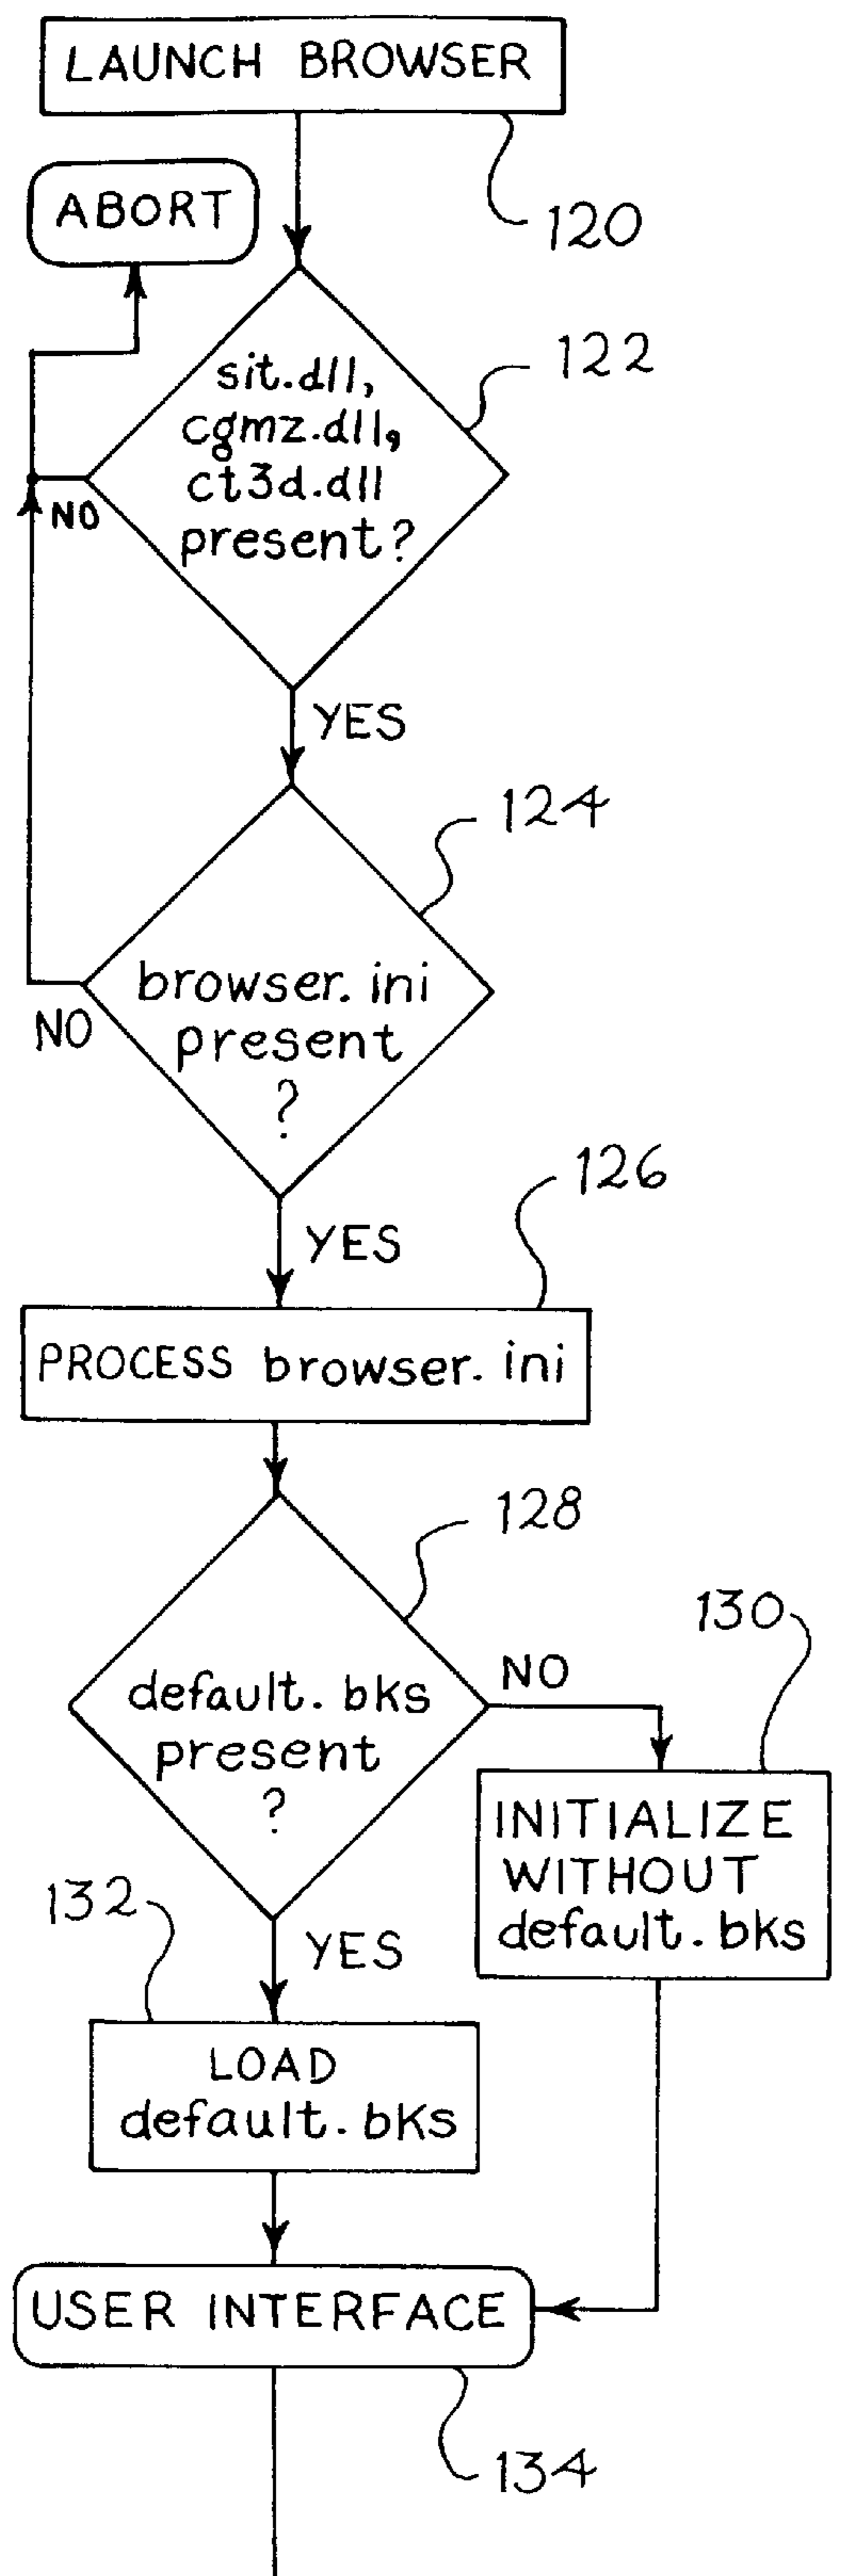 LAUNCH BROWSER
120
ABORT
122
sit.dll,
cgmz.dll,
ct3d.dll
present?
NO
YES
124
browser.ini
present
?
NO
YES
126
PROCESS browser.ini
128
default.bks
present
?
NO
130
INITIALIZE
WITHOUT
default.bks
YES
132
LOAD
default.bks
USER INTERFACE
134